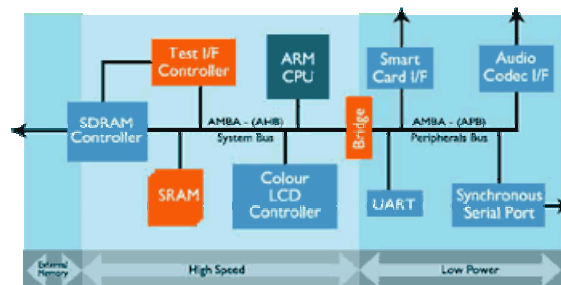 Test I/F
Controller
ARM
CPU
Smart
Card I/F
Audio
Codec I/F
SDRAM
Controller
AMBA - (AHB)
System Bus
Bridge
AMBA - (APB)
Peripherals Bus
SRAM
Colour
LCD
Controller
UART
Synchronous
Serial Port
External
Memory
High Speed
Low Power